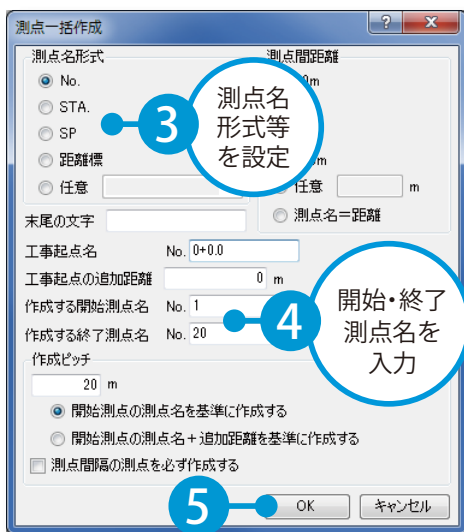 測点一括作成
測点名形式
測点間距離
No.
STA.
SP
距離標
任意
0m
m
任意 m
測点名=距離
3
測点名
形式等
を設定
末尾の文字
工事起点名 No. 0+0.0
工事起点の追加距離 0 m
作成する開始測点名 No. 1
作成する終了測点名 No. 20
4
開始・終了
測点名を
入力
作成ピッチ
20 m
開始測点の測点名を基準に作成する
開始測点の測点名+追加距離を基準に作成する
測点間隔の測点を必ず作成する
5
OK キャンセル